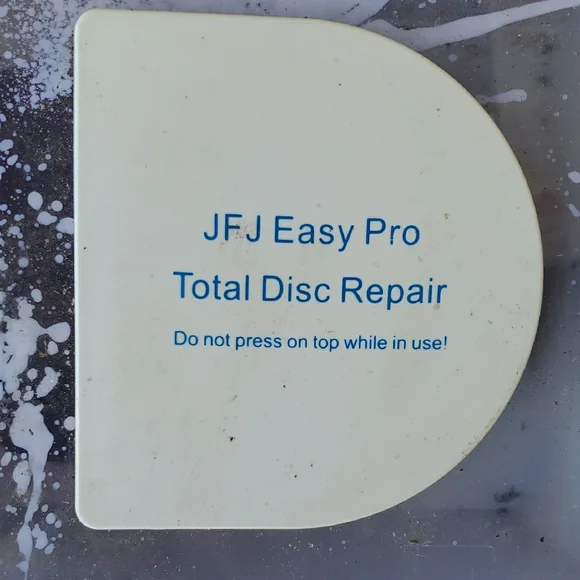 JFJ Easy Pro
Total Disc Repair
Do not press on top while in use!